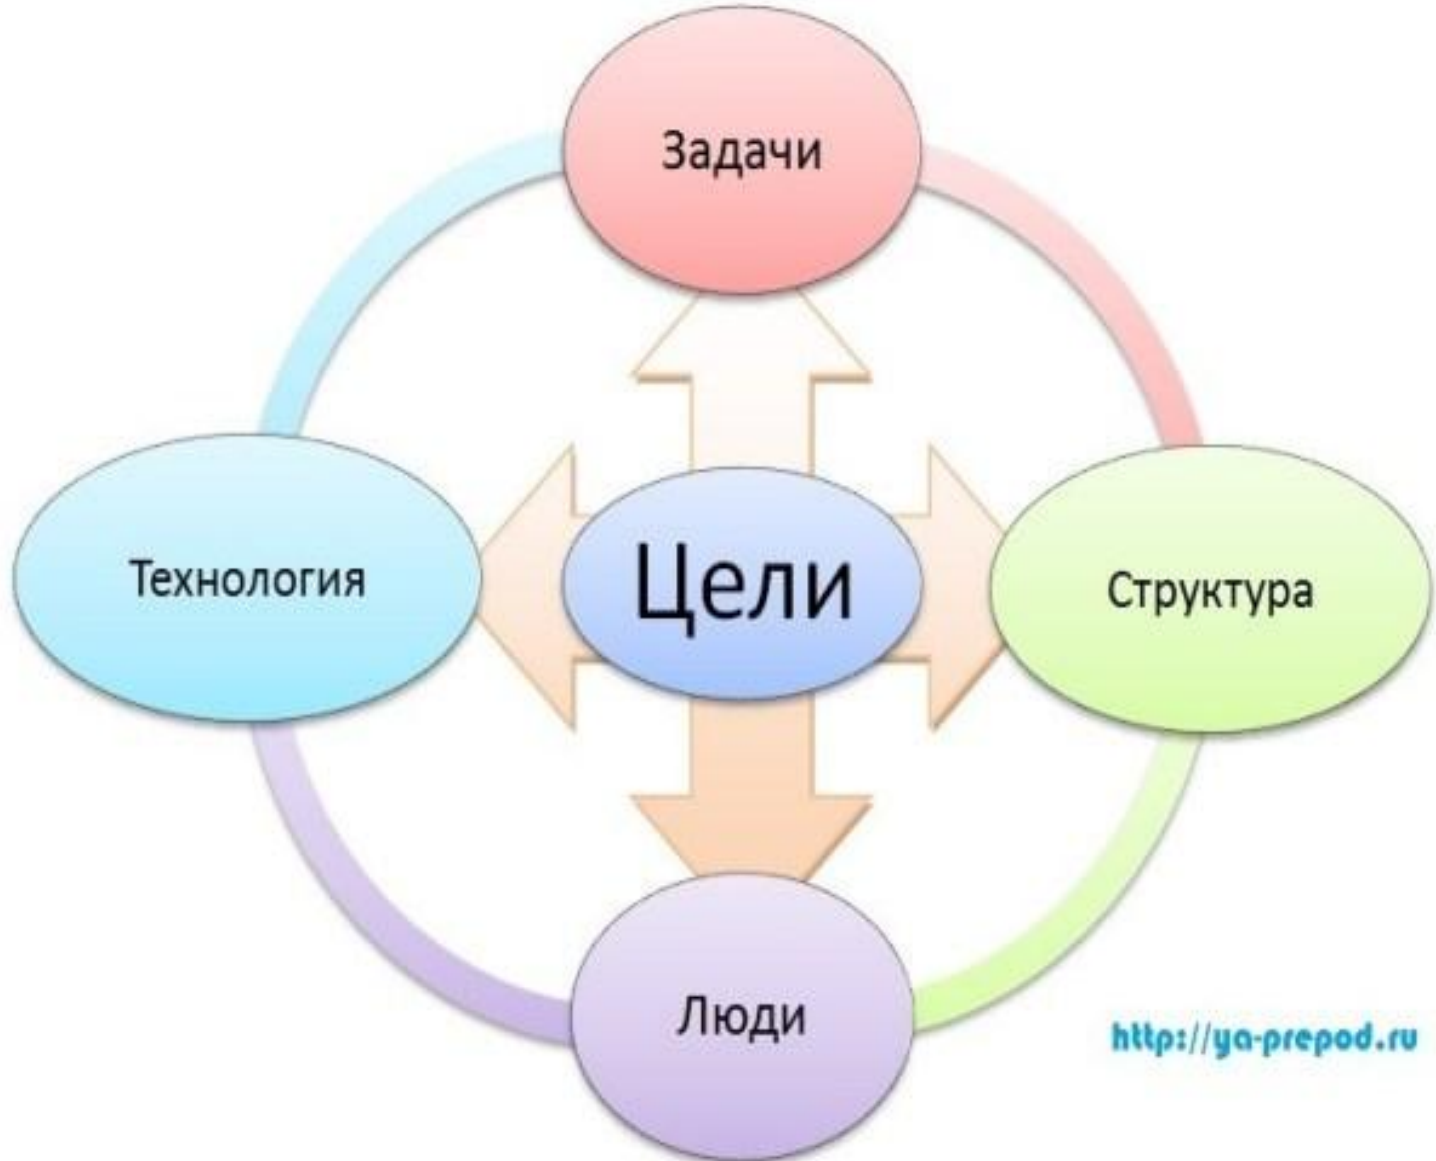 Задачи
Технология
Цели
Структура
Люди
http://ya-prepod.ru